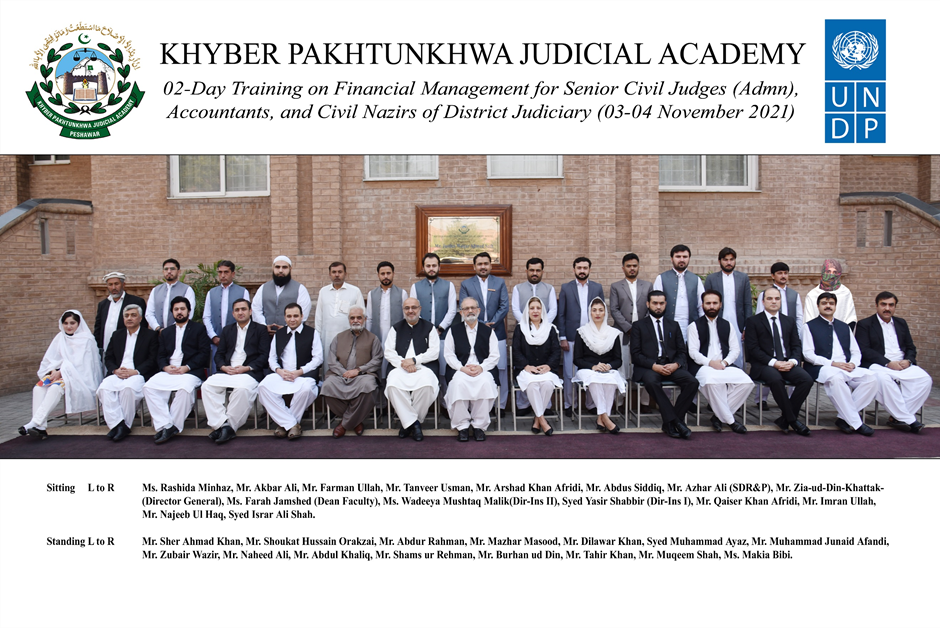 KHYBER PAKHTUNKHWA JUDICIAL ACADEMY
PESHAWAR
KHYBER PAKHTUNKHWA JUDICIAL ACADEMY
02-Day Training on Financial Management for Senior Civil Judges (Admn),
Accountants, and Civil Nazirs of District Judiciary (03-04 November 2021)
U N
D P
Sitting L to R Ms. Rashida Minhaz, Mr. Akbar Ali, Mr. Farman Ullah, Mr. Tanveer Usman, Mr. Arshad Khan Afridi, Mr. Abdus Siddiq, Mr. Azhar Ali (SDR&P), Mr. Zia-ud-Din-Khattak-
(Director General), Ms. Farah Jamshed (Dean Faculty), Ms. Wadeeya Mushtaq Malik(Dir-Ins II), Syed Yasir Shabbir (Dir-Ins I), Mr. Qaiser Khan Afridi, Mr. Imran Ullah,
Mr. Najeeb Ul Haq, Syed Israr Ali Shah.
Standing L to R Mr. Sher Ahmad Khan, Mr. Shoukat Hussain Orakzai, Mr. Abdur Rahman, Mr. Mazhar Masood, Mr. Dilawar Khan, Syed Muhammad Ayaz, Mr. Muhammad Junaid Afandi,
Mr. Zubair Wazir, Mr. Naheed Ali, Mr. Abdul Khaliq, Mr. Shams ur Rehman, Mr. Burhan ud Din, Mr. Tahir Khan, Mr. Muqeem Shah, Ms. Makia Bibi.